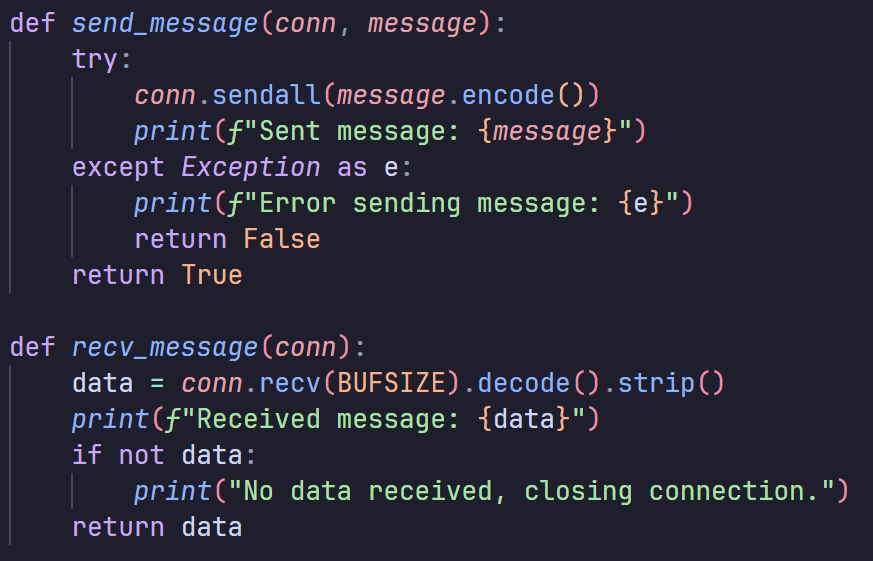 def send_message(conn, message):
    try:
        conn.sendall(message.encode())
        print(f"Sent message: {message}")
    except Exception as e:
        print(f"Error sending message: {e}")
        return False
    return True

def recv_message(conn):
    data = conn.recv(BUFSIZE).decode().strip()
    print(f"Received message: {data}")
    if not data:
        print("No data received, closing connection.")
    return data